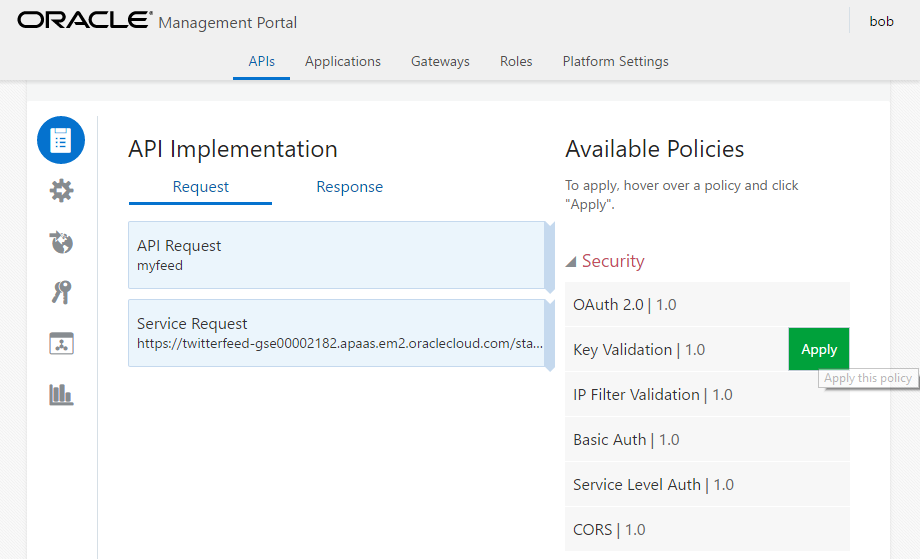 ORACLE® Management Portal
bob
APIs Applications Gateways Roles Platform Settings
API Implementation
Request Response
API Request
myfeed
Service Request
https://twitterfeed-gse00002182.apaas.em2.oraclecloud.com/sta...
Available Policies
To apply, hover over a policy and click
"Apply".
Security
OAuth 2.0 | 1.0
Key Validation | 1.0
Apply
Apply this policy
IP Filter Validation | 1.0
Basic Auth | 1.0
Service Level Auth | 1.0
CORS | 1.0